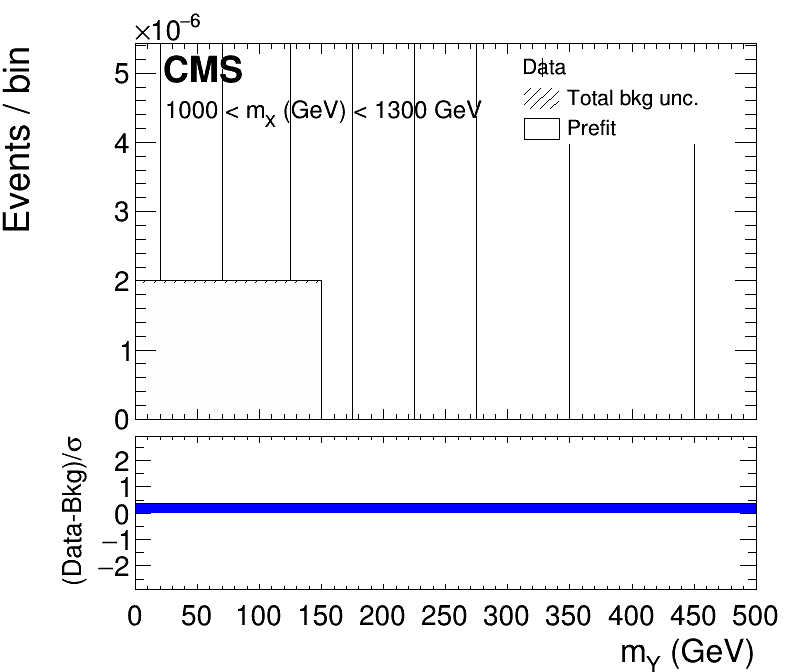 ×10⁻⁶
CMS
1000 < m_X (GeV) < 1300 GeV
Data
Total bkg unc.
Prefit
Events / bin
5
4
3
2
1
0
(Data-Bkg)/σ
2
1
0
−1
−2
0 50 100 150 200 250 300 350 400 450 500
m_Y (GeV)